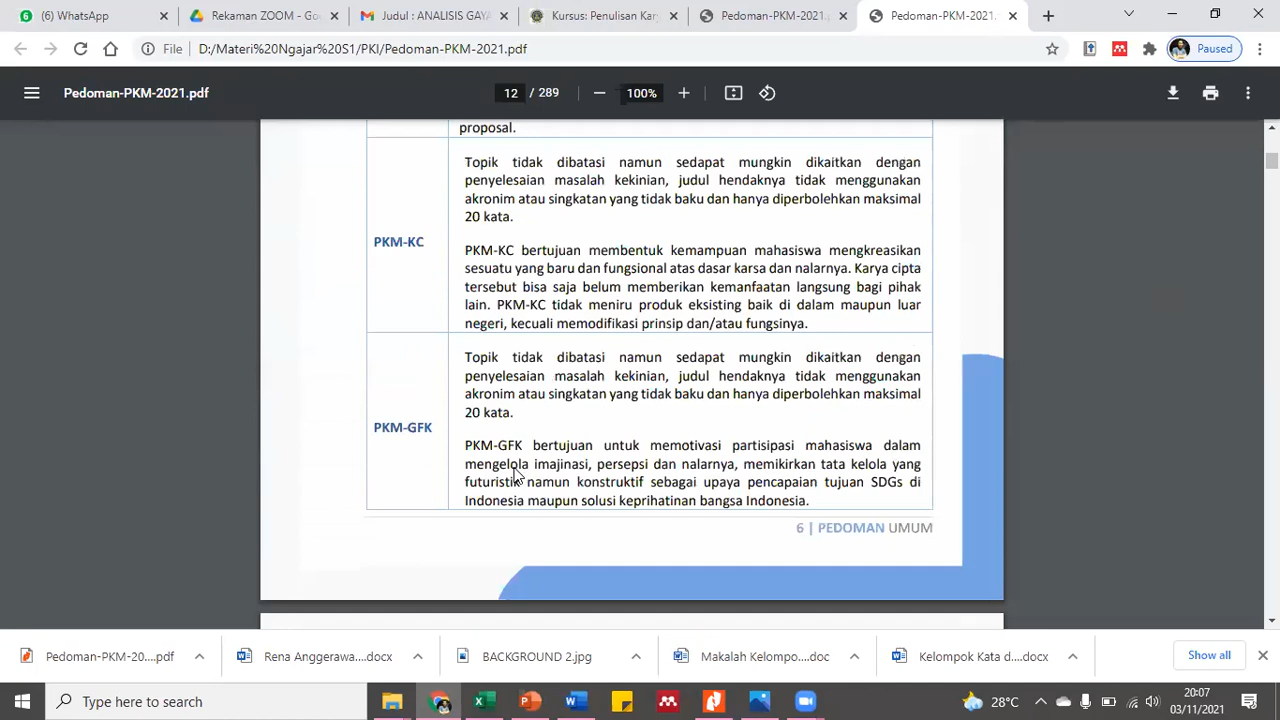 (6) WhatsApp
Rekaman ZOOM - Go
Judul : ANALISIS GAYA
Kursus: Penulisan Kar
Pedoman-PKM-2021.p
Pedoman-PKM-2021.
File
D:/Materi%20Ngajar%20S1/PKI/Pedoman-PKM-2021.pdf
Paused
Pedoman-PKM-2021.pdf
12 / 289
100%
proposal.
PKM-KC
Topik tidak dibatasi namun sedapat mungkin dikaitkan dengan
penyelesaian masalah kekinian, judul hendaknya tidak menggunakan
akronim atau singkatan yang tidak baku dan hanya diperbolehkan maksimal
20 kata.
PKM-KC bertujuan membentuk kemampuan mahasiswa mengkreasikan
sesuatu yang baru dan fungsional atas dasar karsa dan nalarnya. Karya cipta
tersebut bisa saja belum memberikan kemanfaatan langsung bagi pihak
lain. PKM-KC tidak meniru produk eksisting baik di dalam maupun luar
negeri, kecuali memodifikasi prinsip dan/atau fungsinya.
PKM-GFK
Topik tidak dibatasi namun sedapat mungkin dikaitkan dengan
penyelesaian masalah kekinian, judul hendaknya tidak menggunakan
akronim atau singkatan yang tidak baku dan hanya diperbolehkan maksimal
20 kata.
PKM-GFK bertujuan untuk memotivasi partisipasi mahasiswa dalam
mengelola imajinasi, persepsi dan nalarnya, memikirkan tata kelola yang
futuristik namun konstruktif sebagai upaya pencapaian tujuan SDGs di
Indonesia maupun solusi keprihatinan bangsa Indonesia.
6 | PEDOMAN UMUM
Pedoman-PKM-20....pdf
Rena Anggerawa....docx
BACKGROUND 2.jpg
Makalah Kelompo....doc
Kelompok Kata d....docx
Show all
Type here to search
28°C
20:07
03/11/2021